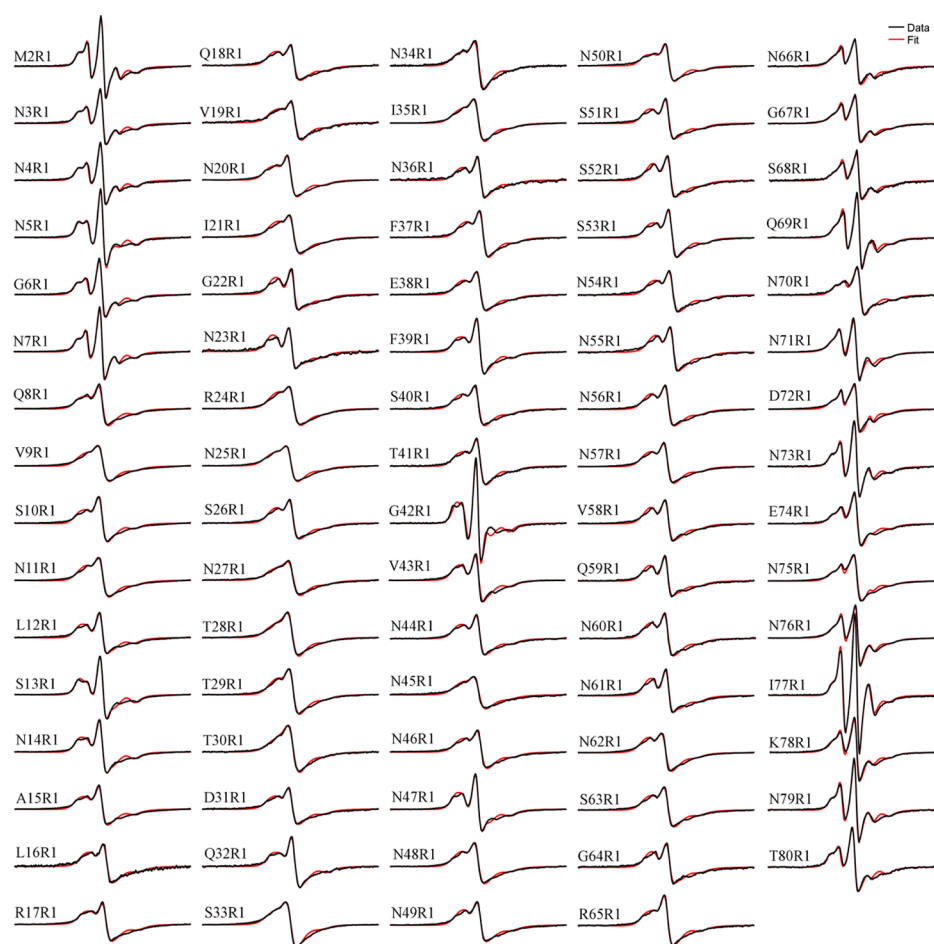 Data
Fit
M2R1 Q18R1 N34R1 N50R1 N66R1
N3R1 V19R1 I35R1 S51R1 G67R1
N4R1 N20R1 N36R1 S52R1 S68R1
N5R1 I21R1 F37R1 S53R1 Q69R1
G6R1 G22R1 E38R1 N54R1 N70R1
N7R1 N23R1 F39R1 N55R1 N71R1
Q8R1 R24R1 S40R1 N56R1 D72R1
V9R1 N25R1 T41R1 N57R1 N73R1
S10R1 S26R1 G42R1 V58R1 E74R1
N11R1 N27R1 V43R1 Q59R1 N75R1
L12R1 T28R1 N44R1 N60R1 N76R1
S13R1 T29R1 N45R1 N61R1 I77R1
N14R1 T30R1 N46R1 N62R1 K78R1
A15R1 D31R1 N47R1 S63R1 N79R1
L16R1 Q32R1 N48R1 G64R1 T80R1
R17R1 S33R1 N49R1 R65R1